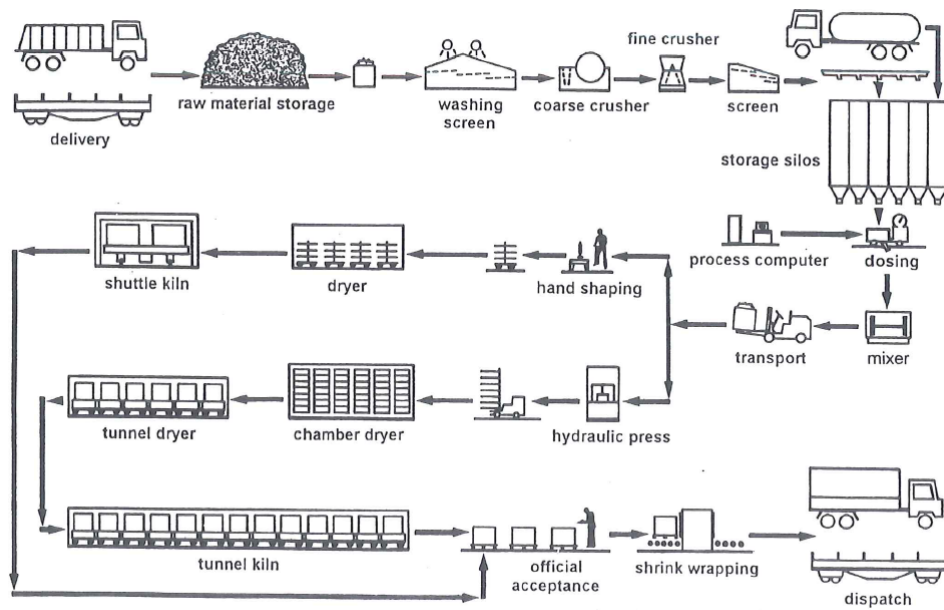 fine crusher
raw material storage
washing
screen
coarse crusher
screen
delivery
storage silos
process computer
dosing
shuttle kiln
dryer
hand shaping
transport
mixer
tunnel dryer
chamber dryer
hydraulic press
tunnel kiln
official
acceptance
shrink wrapping
dispatch